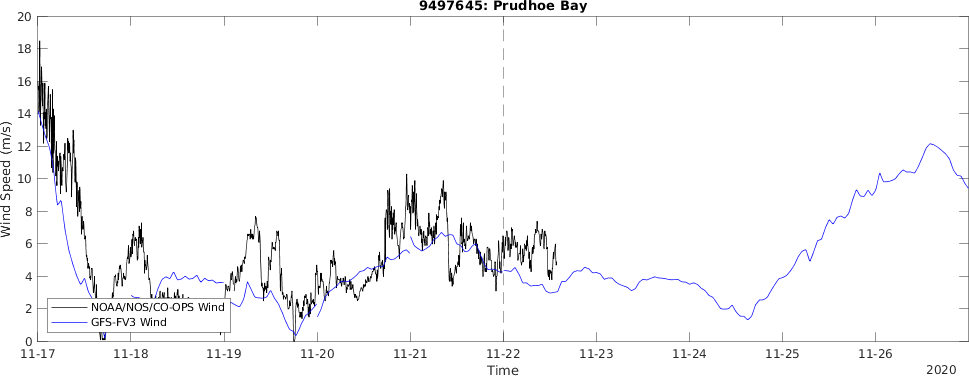 9497645: Prudhoe Bay
Wind Speed (m/s)
20
18
16
14
12
10
8
6
4
2
0
NOAA/NOS/CO-OPS Wind
GFS-FV3 Wind
11-17 11-18 11-19 11-20 11-21 11-22 11-23 11-24 11-25 11-26
Time
2020